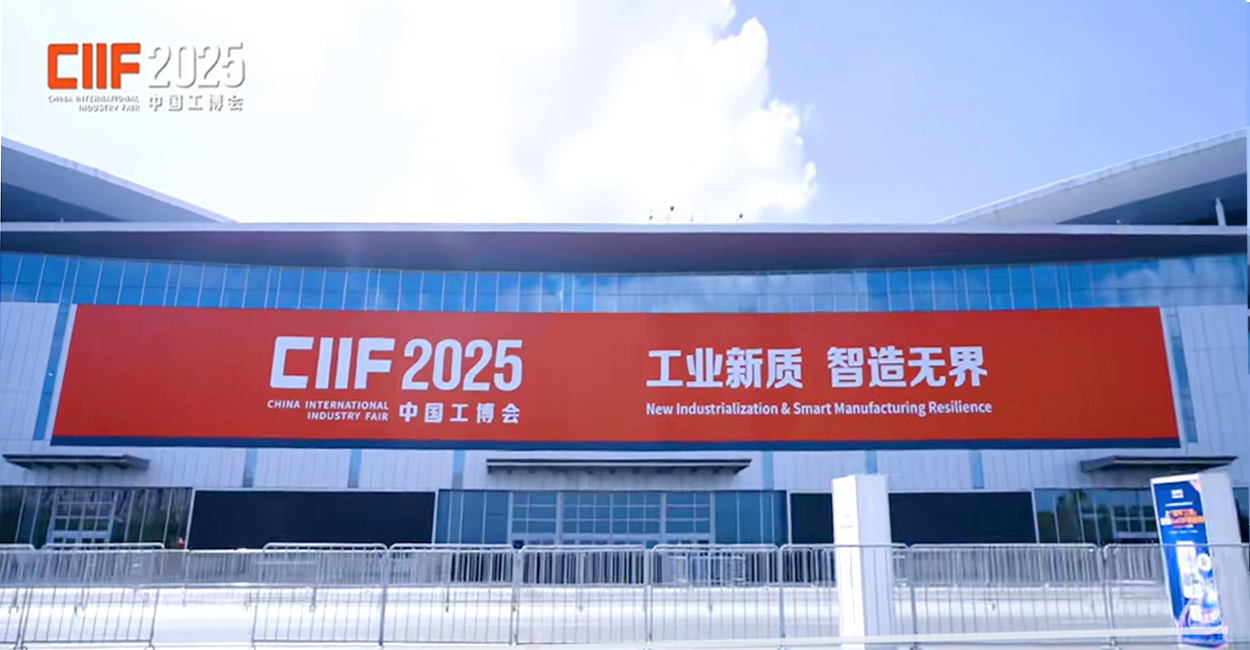 CIIF 2025
CHINA INTERNATIONAL
INDUSTRY FAIR
中国工博会
CIIF 2025
CHINA INTERNATIONAL
INDUSTRY FAIR
中国工博会
工业新质 智造无界
New Industrialization & Smart Manufacturing Resilience